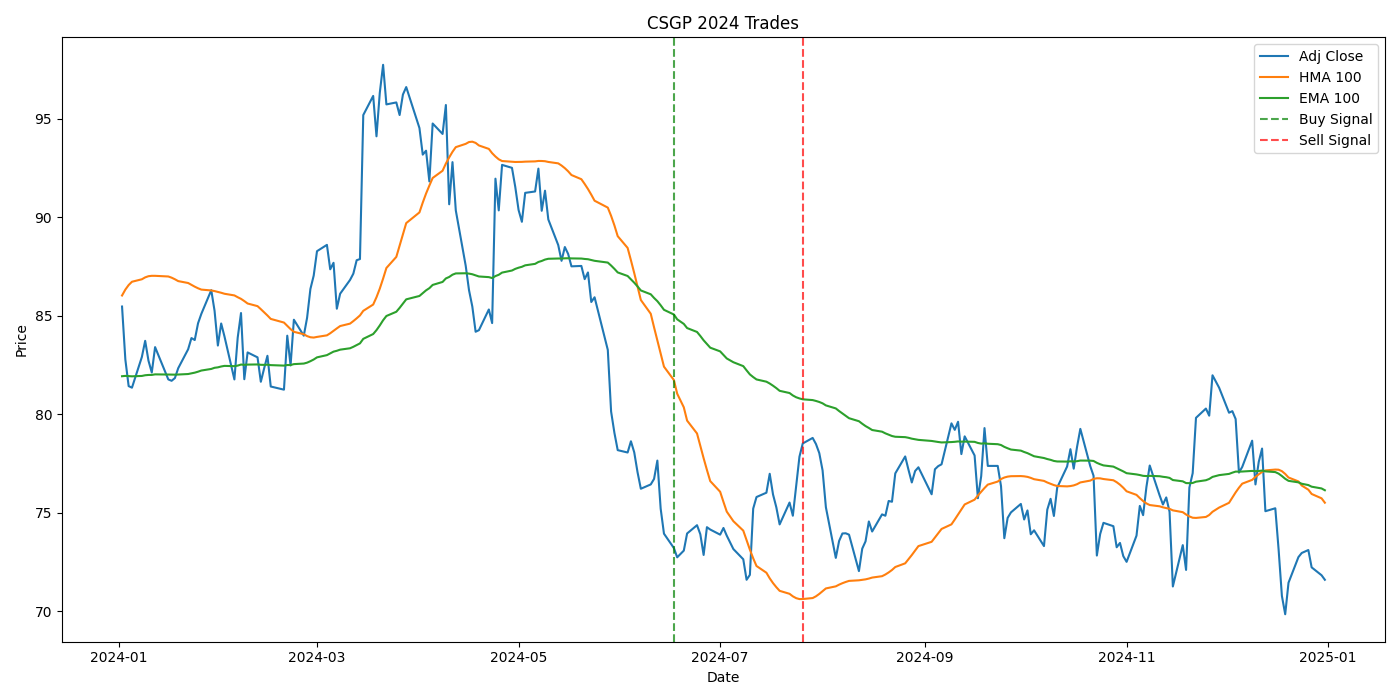 CSGP 2024 Trades
Adj Close
HMA 100
EMA 100
Buy Signal
Sell Signal
Price
95
90
85
80
75
70
2024-01
2024-03
2024-05
2024-07
2024-09
2024-11
2025-01
Date